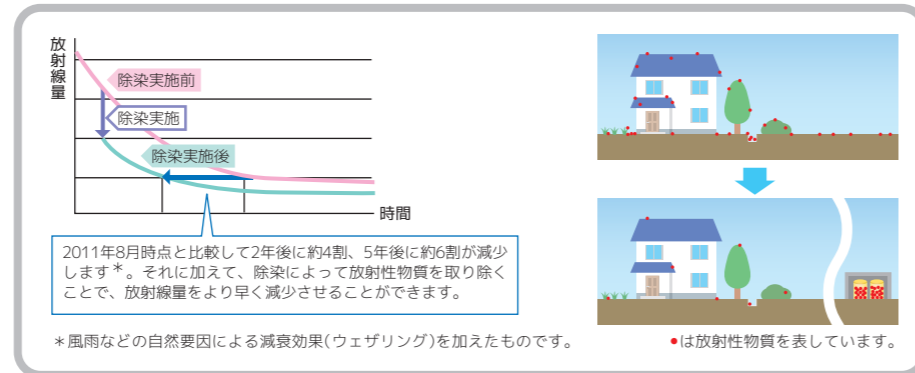 放射線量
除染実施前
除染実施
除染実施後
時間
2011年8月時点と比較して2年後に約4割、5年後に約6割が減少
します＊。それに加えて、除染によって放射性物質を取り除く
ことで、放射線量をより早く減少させることができます。
＊風雨などの自然要因による減衰効果(ウェザリング)を加えたものです。
●は放射性物質を表しています。